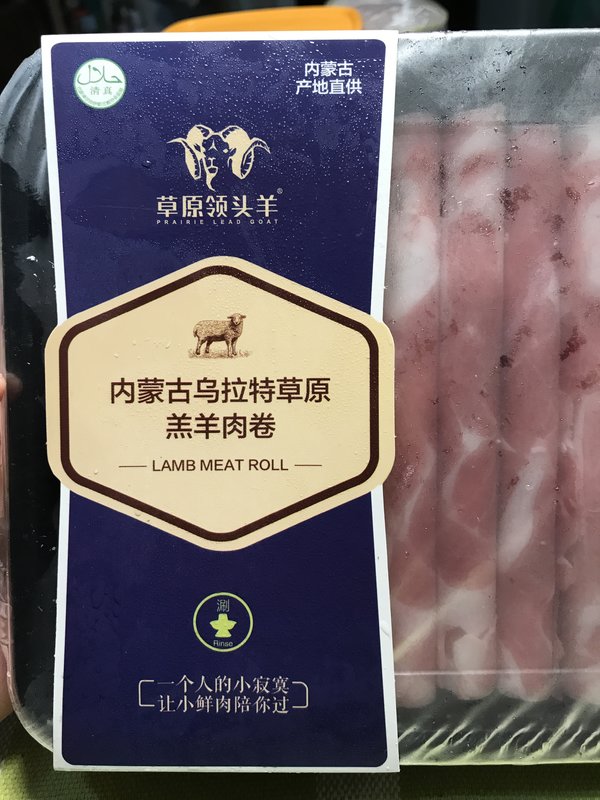 حلال
清真
内蒙古
产地直供
草原领头羊®
PRAIRIE LEAD GOAT
内蒙古乌拉特草原
羔羊肉卷
LAMB MEAT ROLL
涮
Rinse
一个人的小寂寞
让小鲜肉陪你过